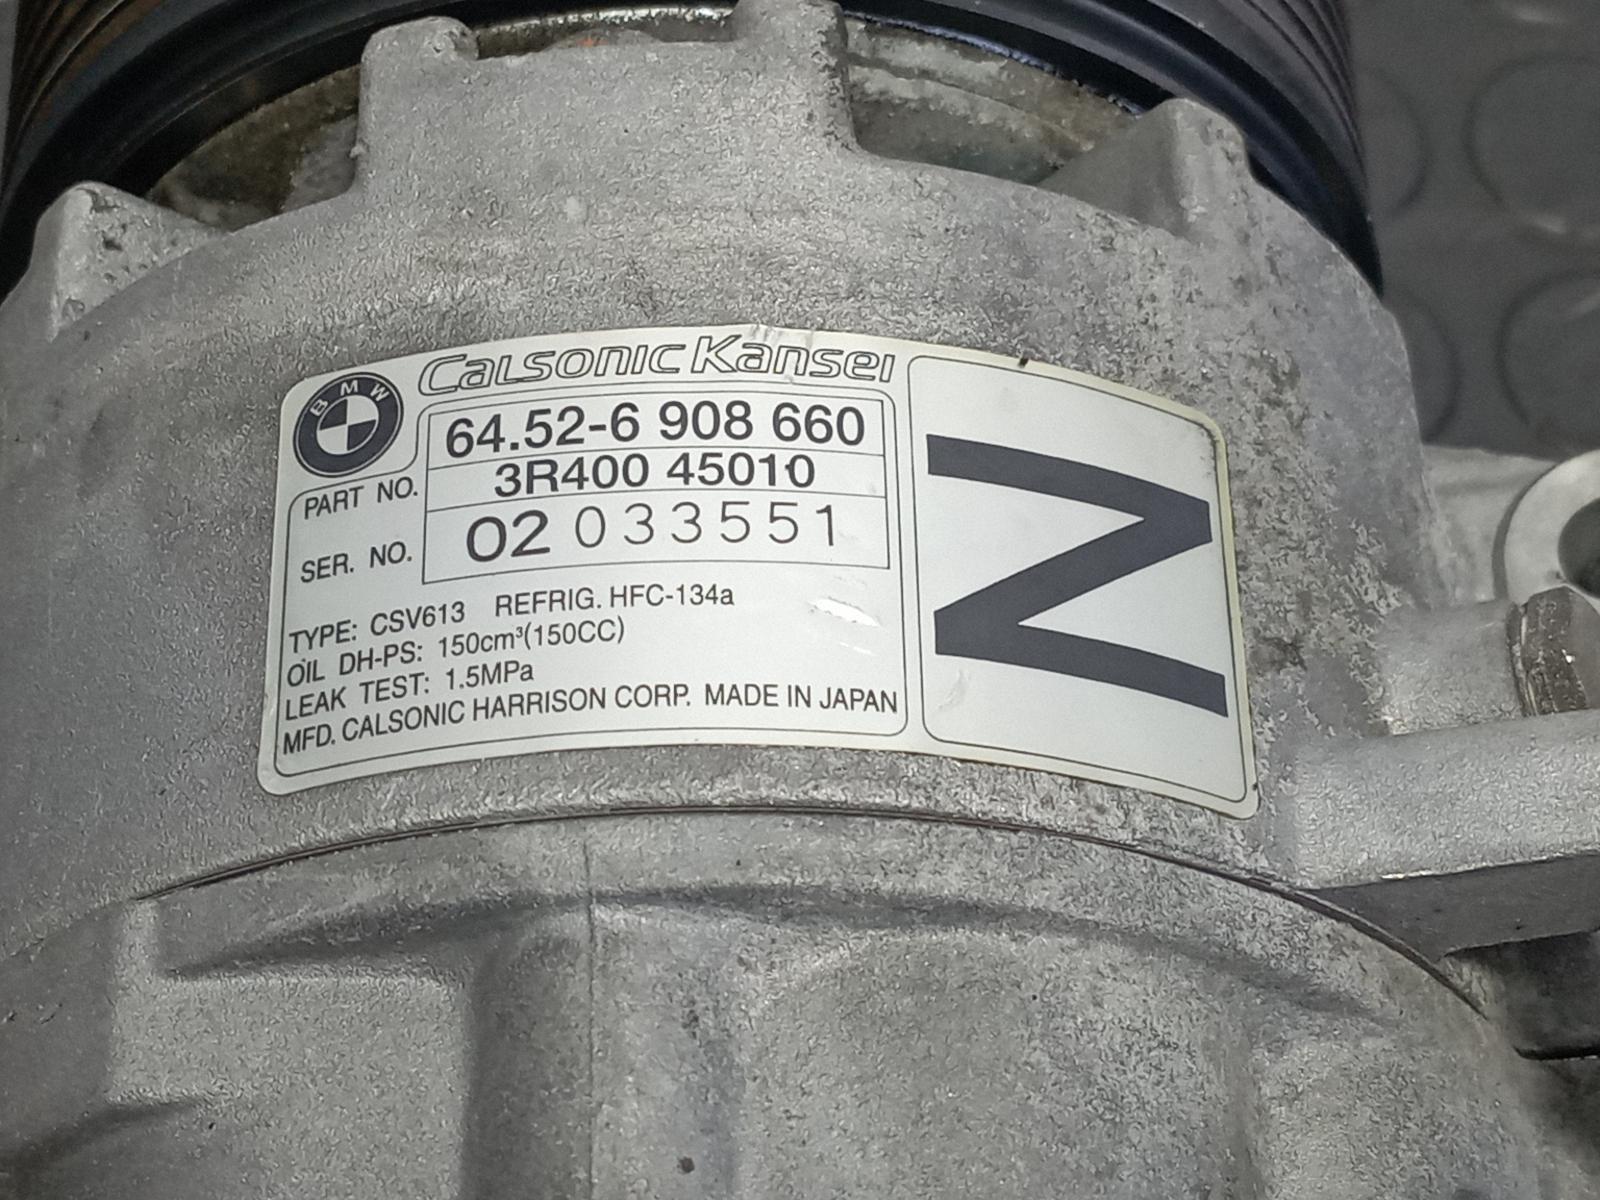 BMW
CALSONIC KANSEI
64.52-6 908 660
PART NO. 3R400 45010
SER. NO. 02 033551
TYPE: CSV613 REFRIG. HFC-134a
OIL DH-PS: 150cm³(150CC)
LEAK TEST: 1.5MPa
MFD. CALSONIC HARRISON CORP. MADE IN JAPAN
N